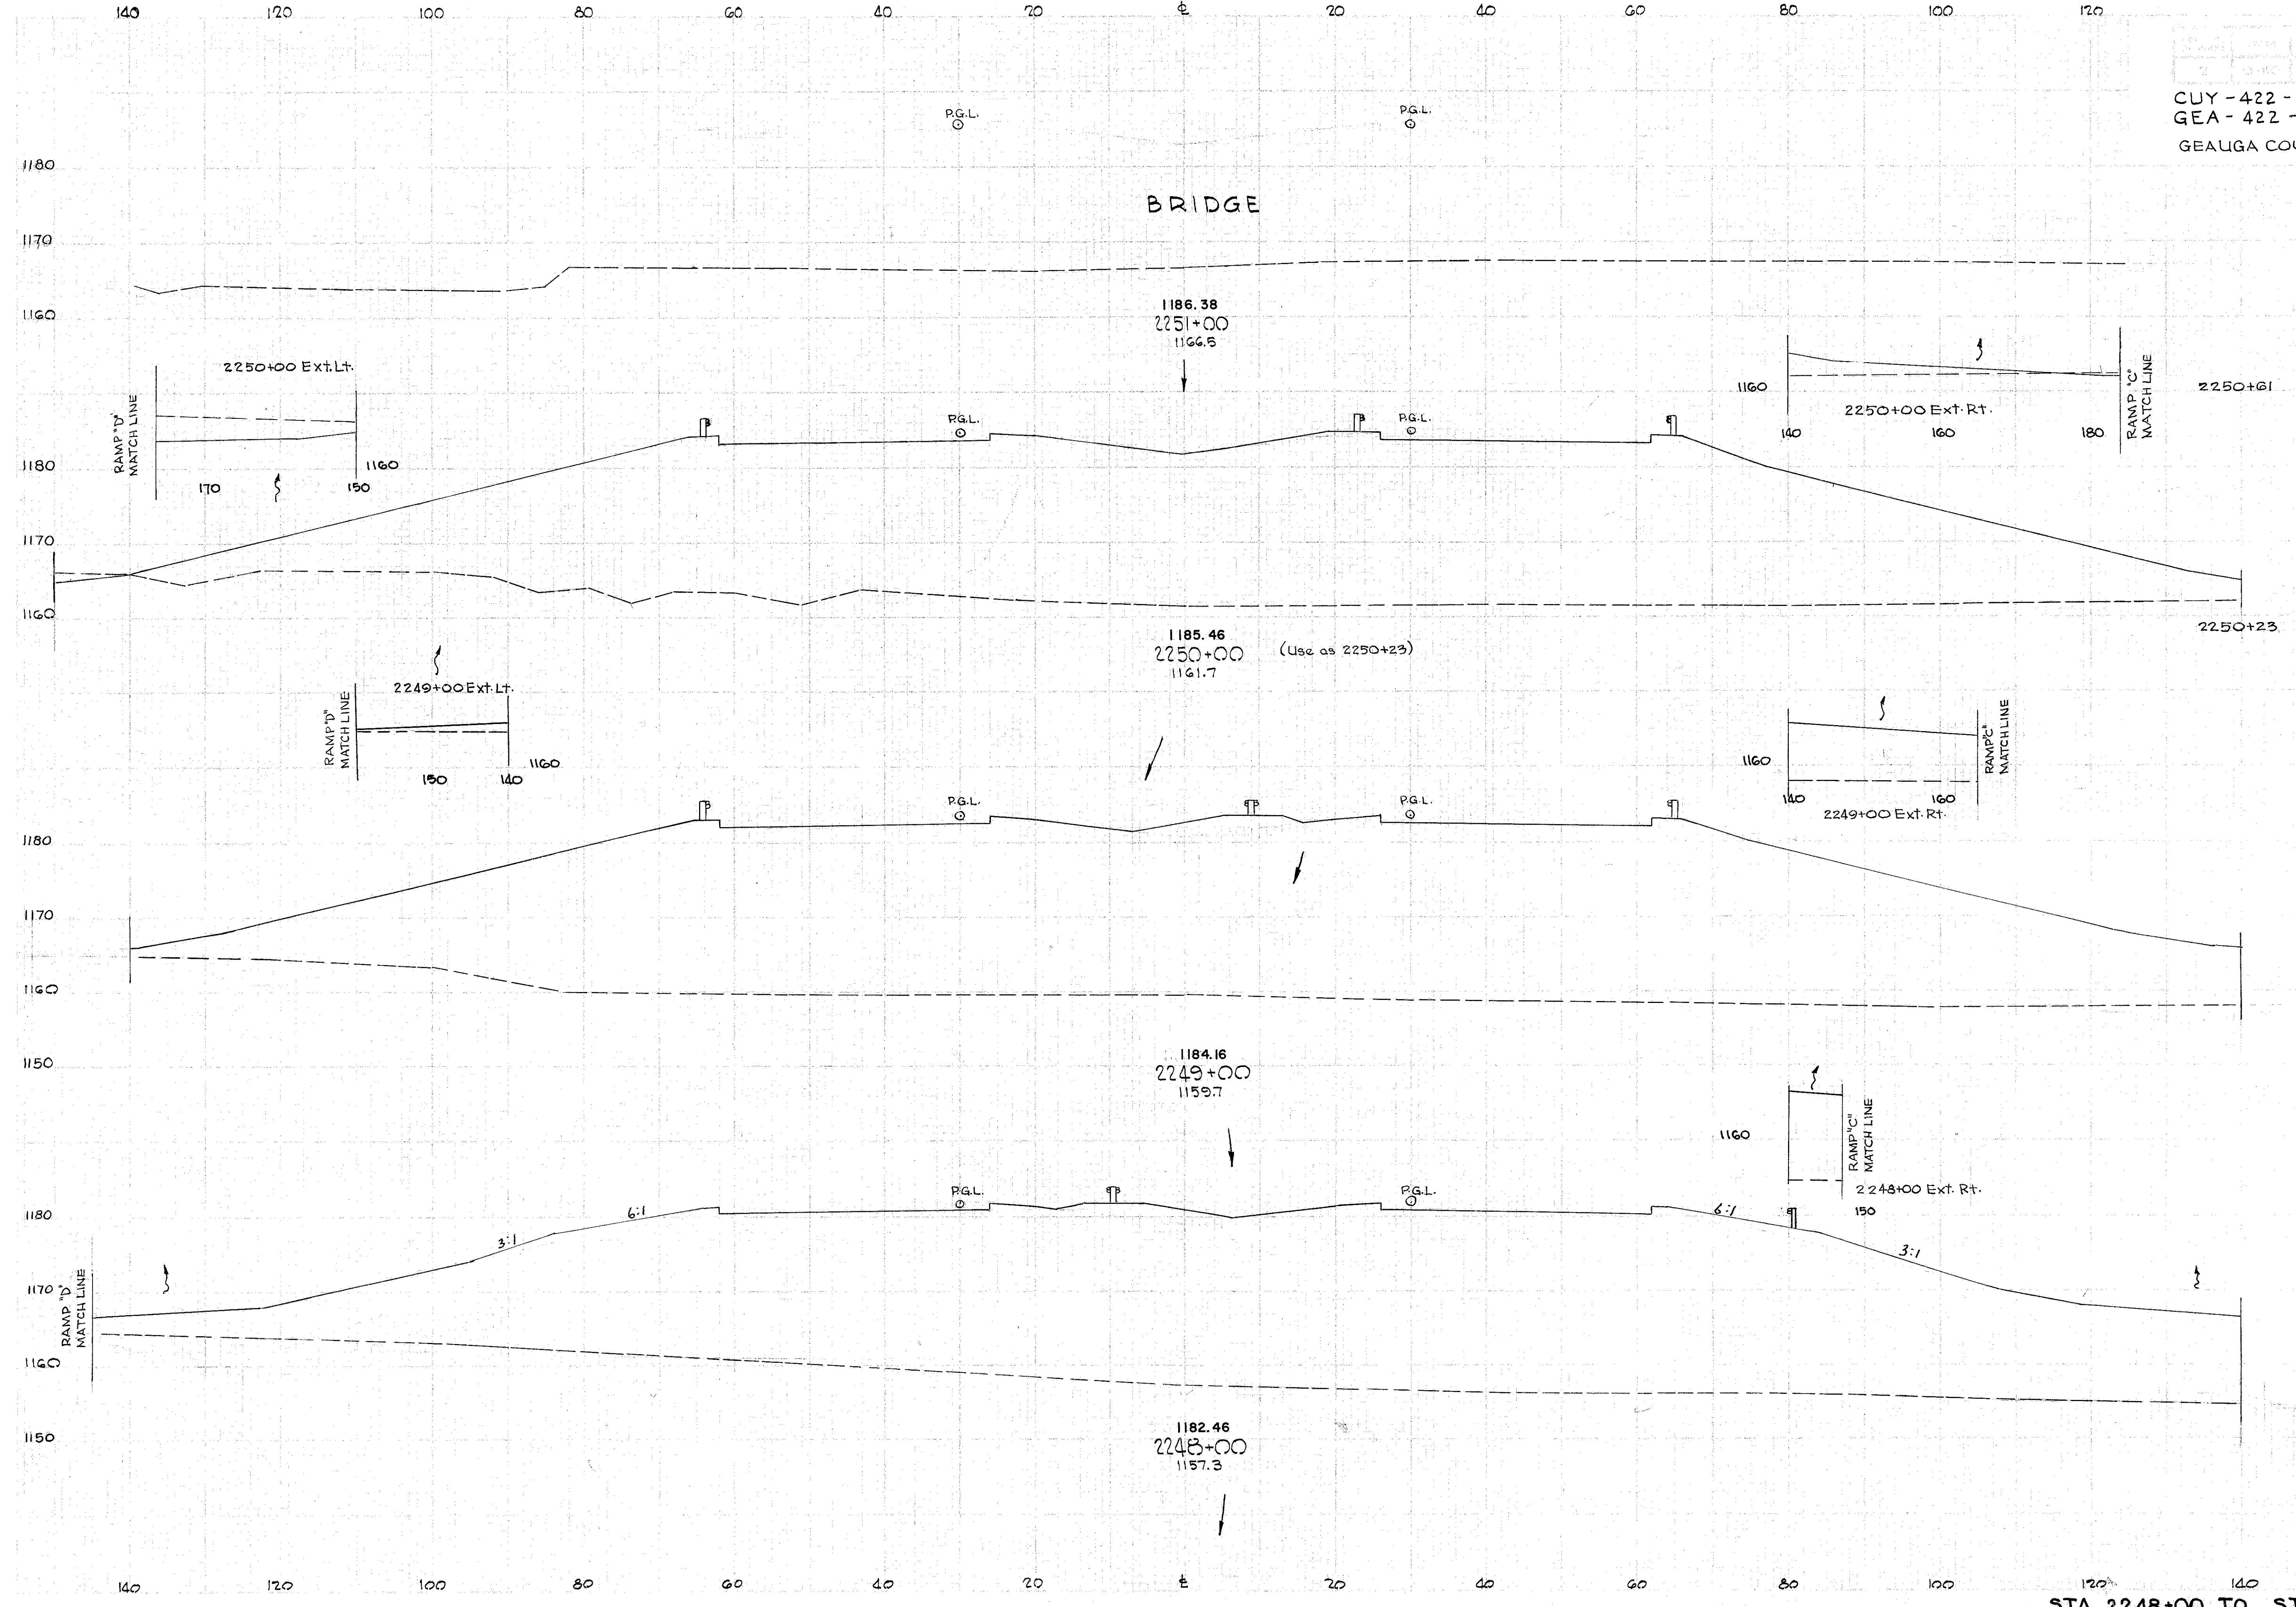 140 120 100 80 60 40 20 ℄ 20 40 60 80 100 120
CUY - 422 -
GEA - 422 -
GEAUGA COU
P.G.L. P.G.L.
1180
BRIDGE
1170
1160
1186.38
2251+00
1166.5
2250+00 Ext. Lt.
RAMP "D"
MATCH LINE
1160
170 150
1160
2250+00 Ext. Rt.
140 160 180
RAMP "C"
MATCH LINE
2250+61
P.G.L. P.G.L.
1180
1170
1160
2250+23
1185.46
2250+00 (Use as 2250+23)
1161.7
2249+00 Ext. Lt.
RAMP "D"
MATCH LINE
1160
150 140
1160
140 160
2249+00 Ext. Rt.
RAMP "C"
MATCH LINE
P.G.L. P.G.L.
1180
1170
1160
1150
1184.16
2249+00
1159.7
1160
RAMP "C"
MATCH LINE
2248+00 Ext. Rt.
150
P.G.L. P.G.L.
1180
6:1 6:1
3:1 3:1
1170
RAMP "D"
MATCH LINE
1160
1150
1182.46
2248+00
1157.3
140 120 100 80 60 40 20 ℄ 20 40 60 80 100 120 140
STA. 2248+00 TO ST